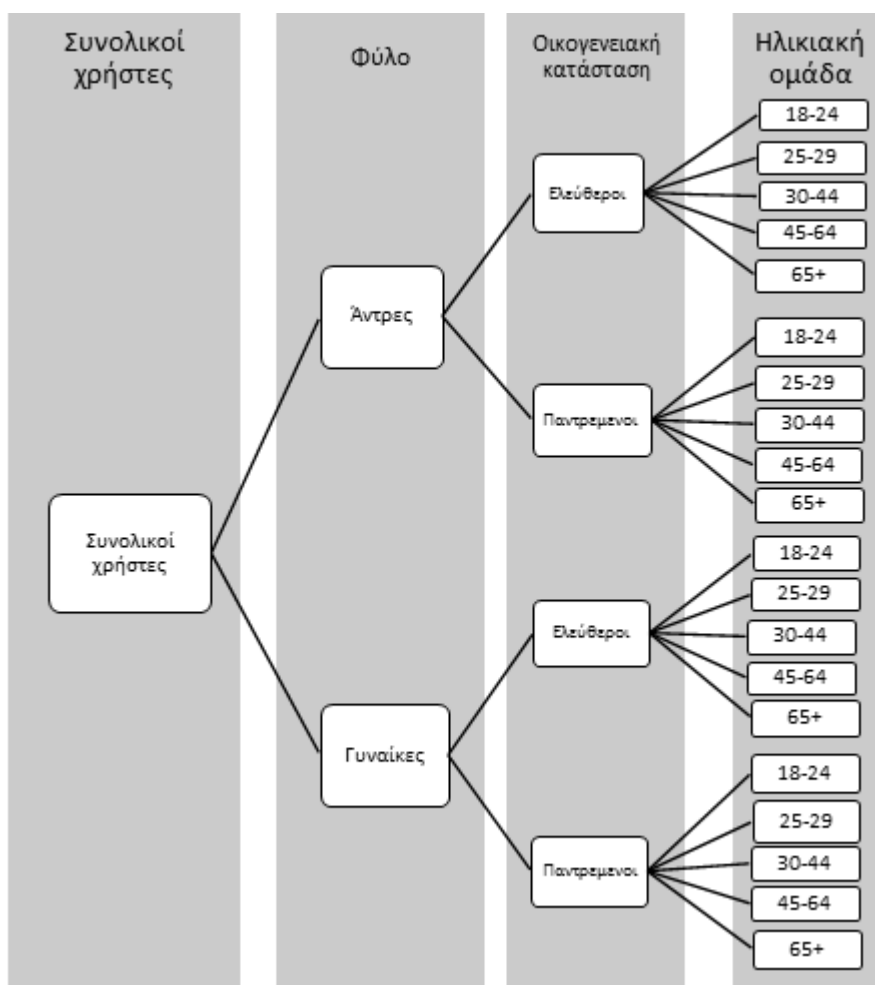 Συνολικοί
χρήστες
Φύλο
Οικογενειακή
κατάσταση
Ηλικιακή
ομάδα
Συνολικοί
χρήστες
Άντρες
Ελεύθεροι
18-24
25-29
30-44
45-64
65+
Παντρεμενοι
18-24
25-29
30-44
45-64
65+
Γυναίκες
Ελεύθεροι
18-24
25-29
30-44
45-64
65+
Παντρεμενοι
18-24
25-29
30-44
45-64
65+